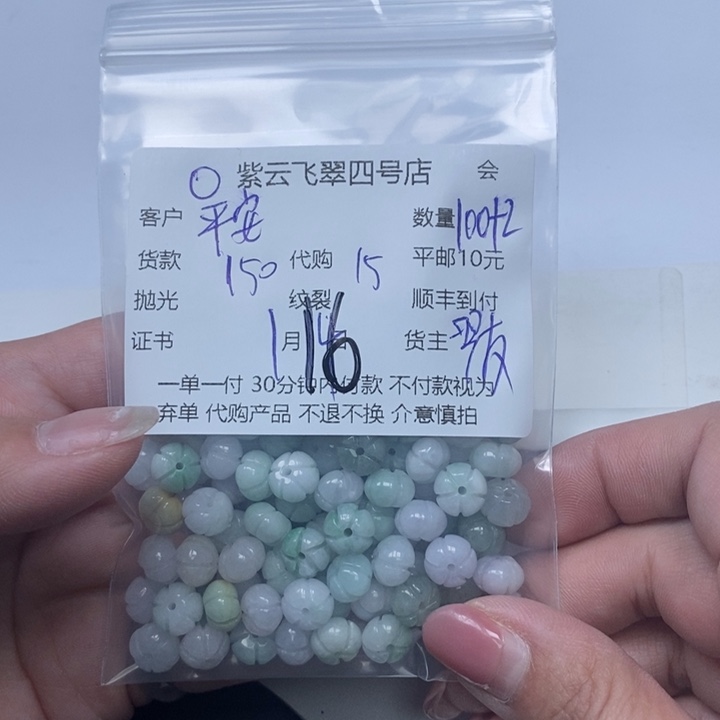 紫云飞翠四号店 会
客户 平安 数量 100+2
货款 150 代购 15 平邮10元
抛光 纹裂 顺丰到付
证书 1月 16 货主
一单一付 30分钟内付款 不付款视为
弃单 代购产品 不退不换 介意慎拍